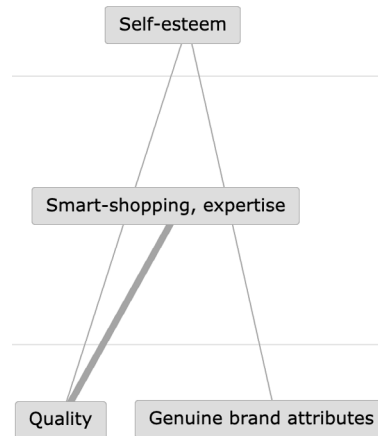 Self-esteem
Smart-shopping, expertise
Quality
Genuine brand attributes